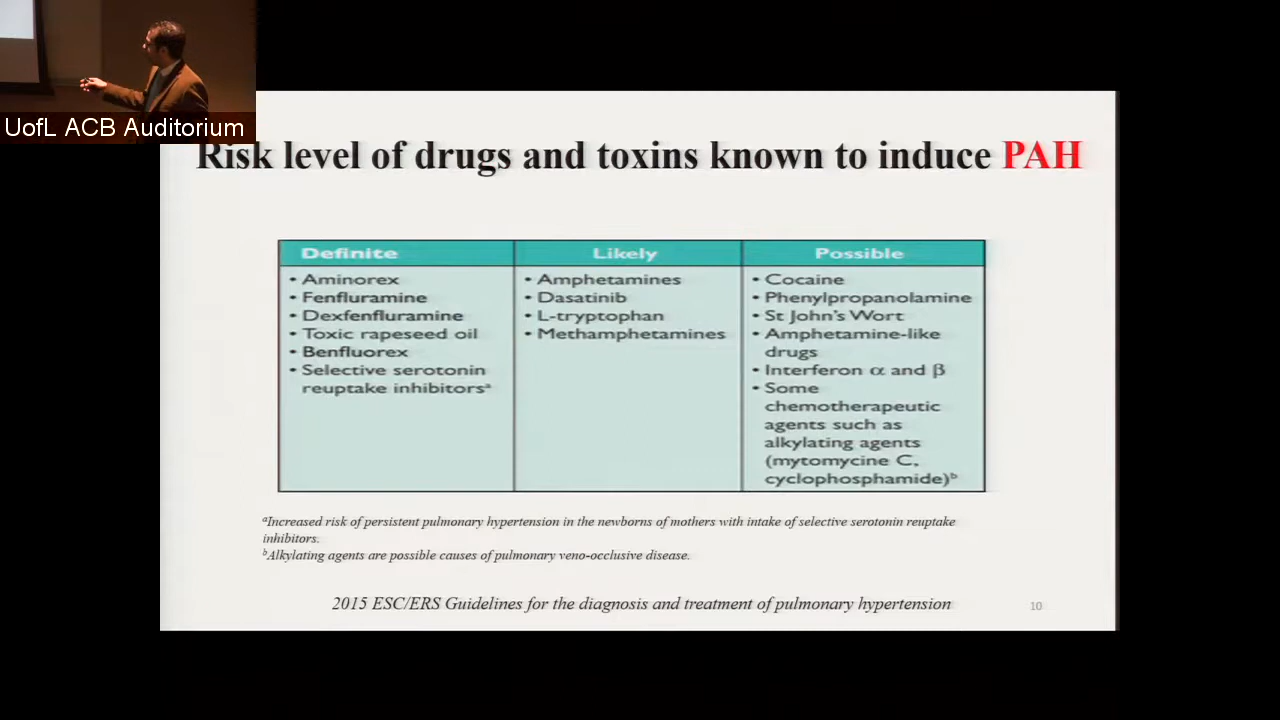 UofL ACB Auditorium
Risk level of drugs and toxins known to induce PAH
Definite
• Aminorex
• Fenfluramine
• Dexfenfluramine
• Toxic rapeseed oil
• Benfluorex
• Selective serotonin
reuptake inhibitorsᵃ
Likely
• Amphetamines
• Dasatinib
• L-tryptophan
• Methamphetamines
Possible
• Cocaine
• Phenylpropanolamine
• St John's Wort
• Amphetamine-like
drugs
• Interferon α and β
• Some
chemotherapeutic
agents such as
alkylating agents
(mytomycine C,
cyclophosphamide)ᵇ
ᵃIncreased risk of persistent pulmonary hypertension in the newborns of mothers with intake of selective serotonin reuptake
inhibitors.
ᵇAlkylating agents are possible causes of pulmonary veno-occlusive disease.
2015 ESC/ERS Guidelines for the diagnosis and treatment of pulmonary hypertension
10